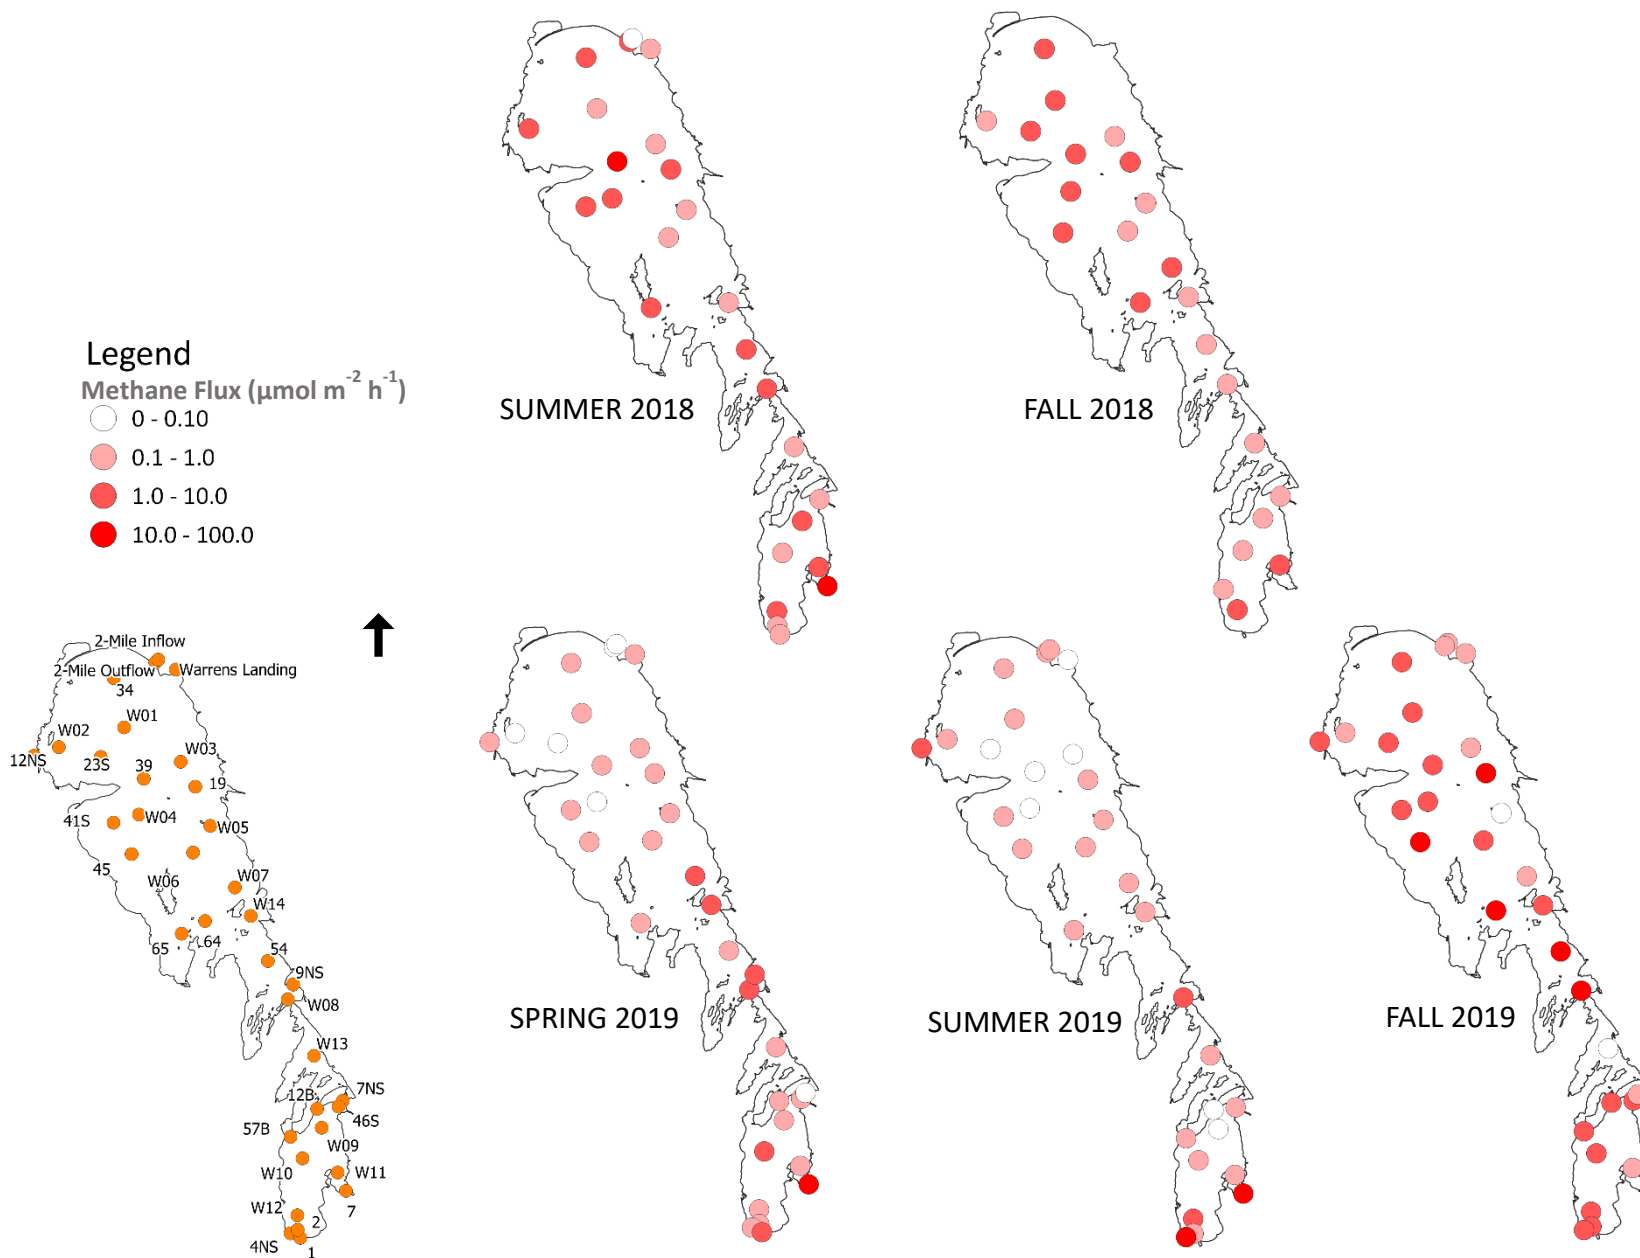 SUMMER 2018
FALL 2018
Legend
Methane Flux (µmol m⁻² h⁻¹)
0 - 0.10
0.1 - 1.0
1.0 - 10.0
10.0 - 100.0
2-Mile Inflow
2-Mile Outflow
Warrens Landing
34
W01
W02
12NS
23S
39
W03
19
41S
W04
W05
45
W06
W07
W14
65
64
54
9NS
W08
W13
12B
7NS
46S
57B
W09
W10
W11
W12
2
7
4NS
1
SPRING 2019
SUMMER 2019
FALL 2019